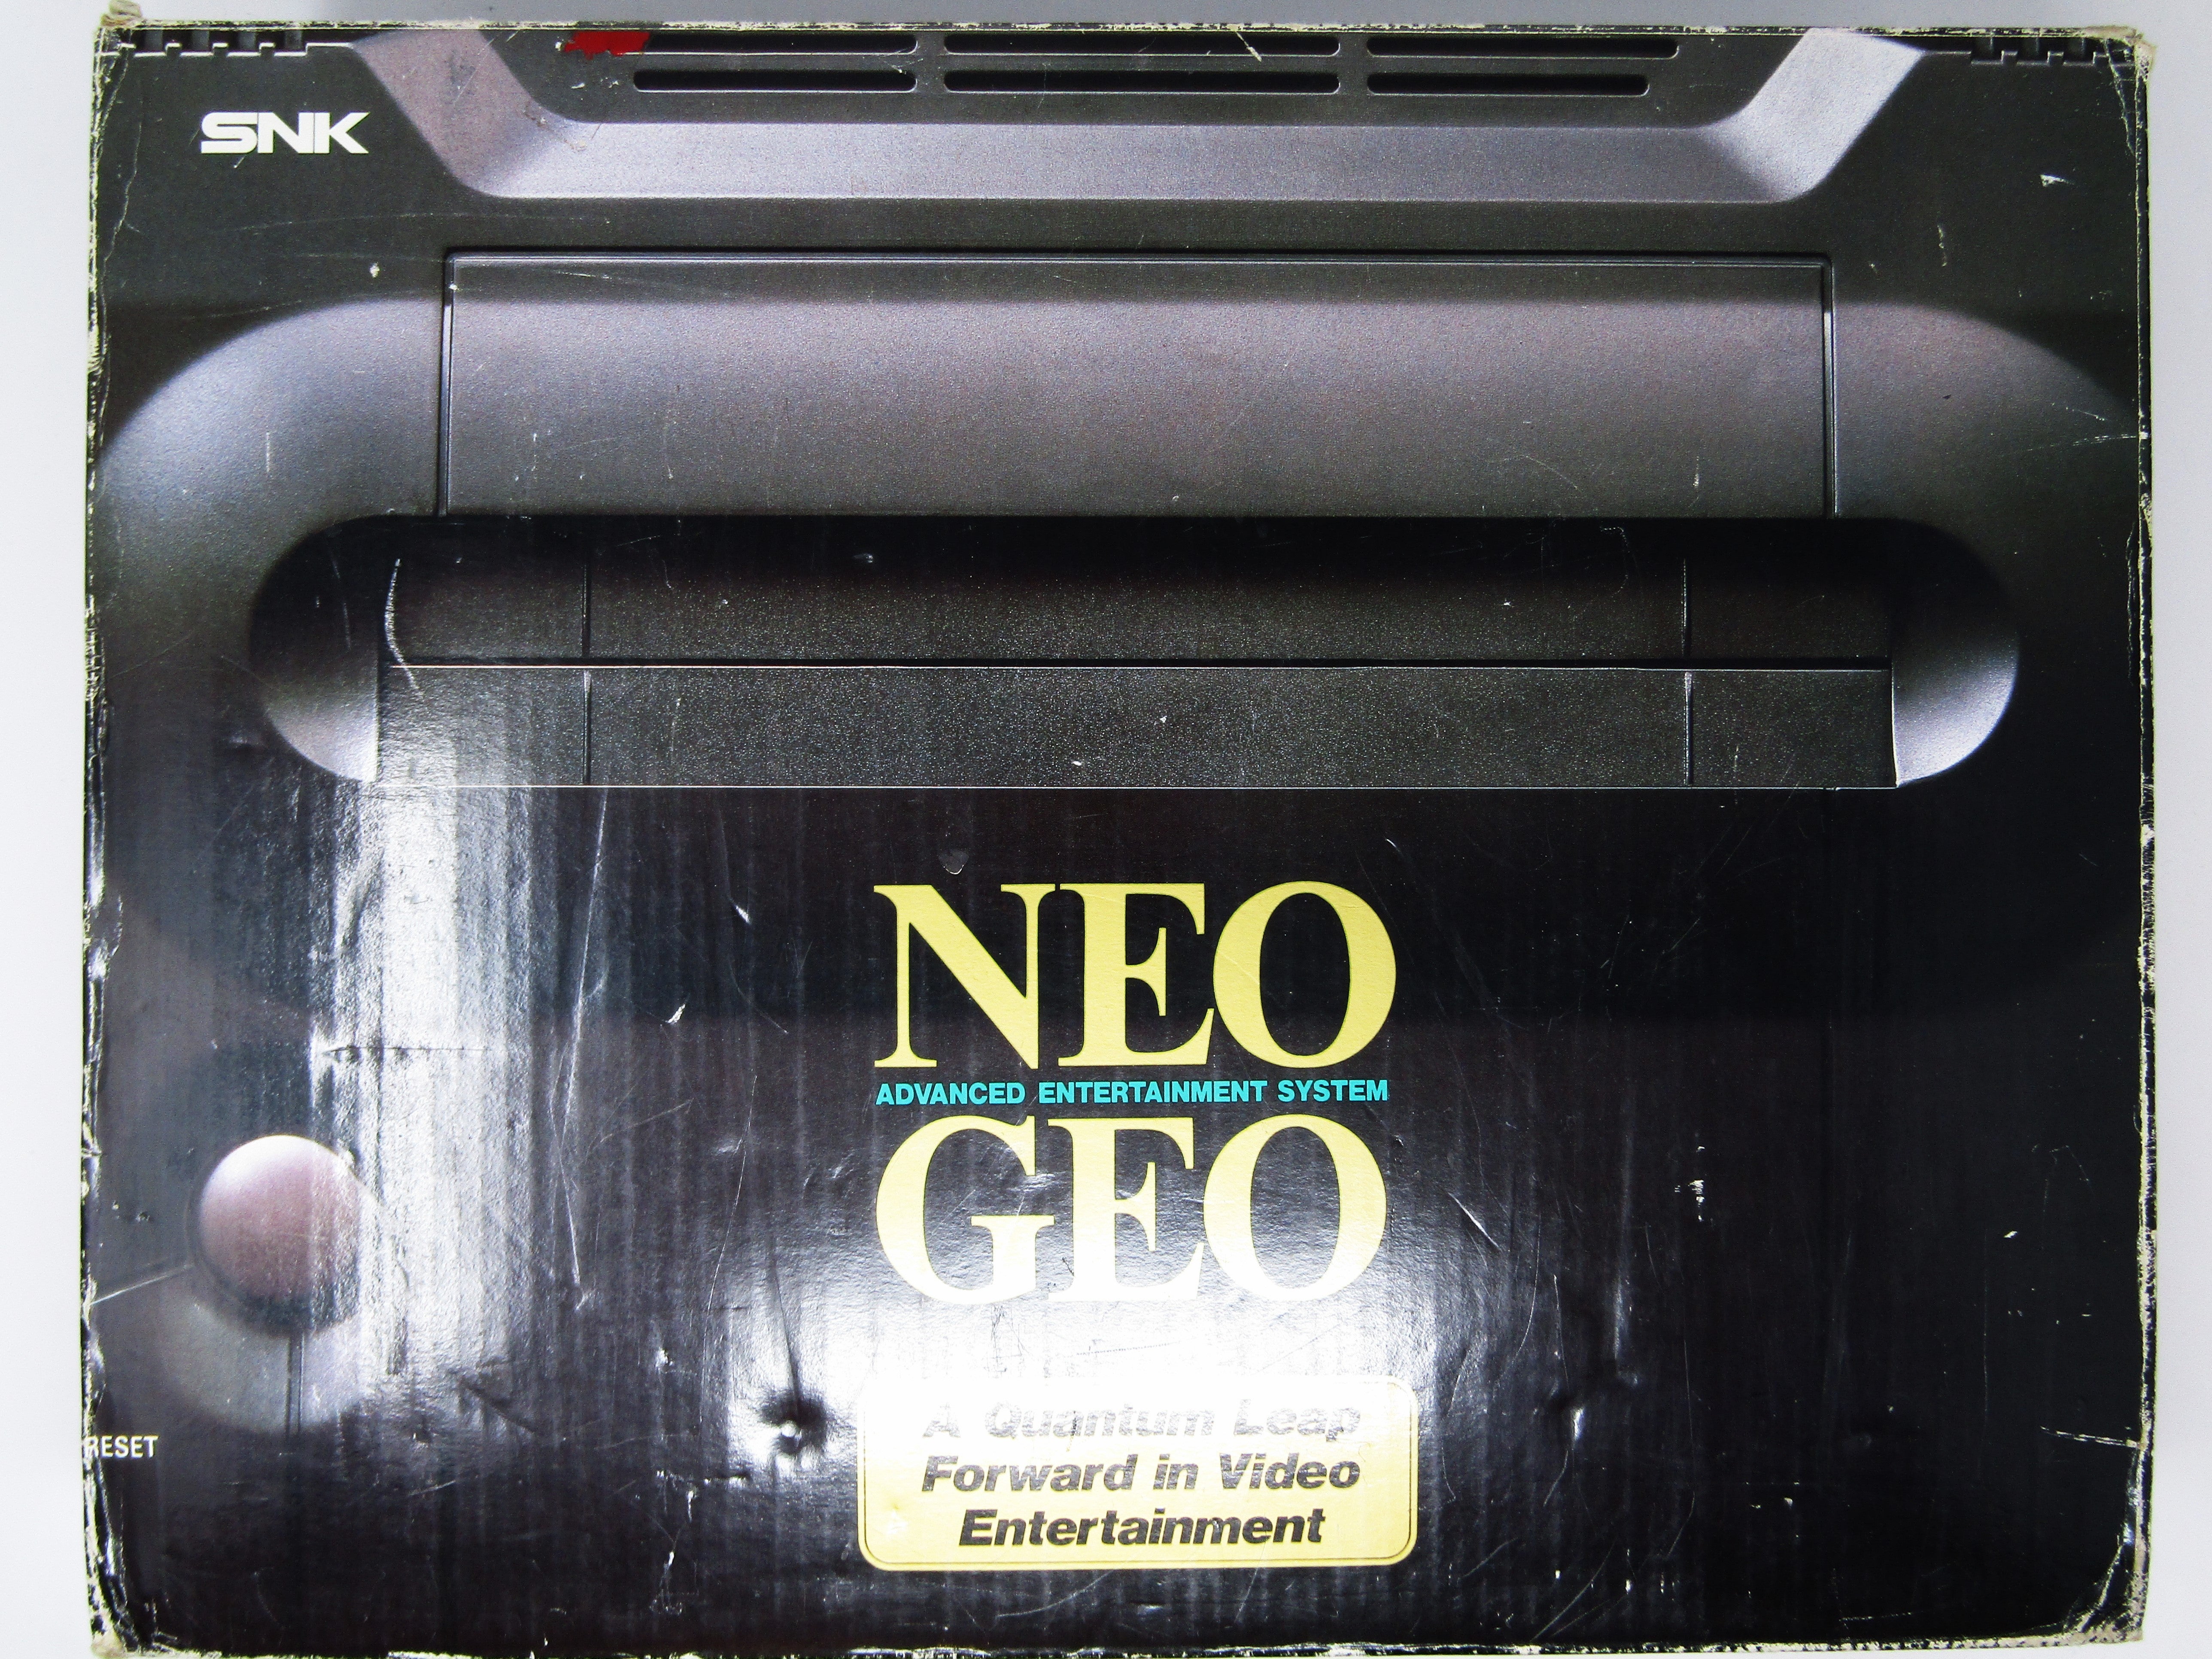 SNK
NEO
ADVANCED ENTERTAINMENT SYSTEM
GEO
A Quantum Leap
Forward in Video
Entertainment
RESET